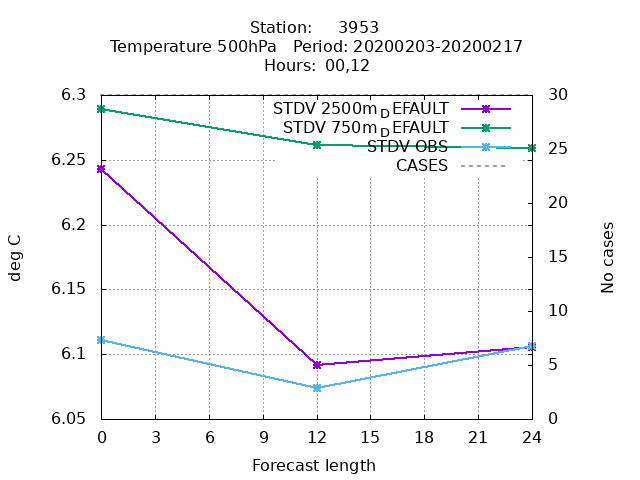 Station: 3953
Temperature 500hPa Period: 20200203-20200217
Hours: 00,12
6.3
6.25
6.2
6.15
6.1
6.05
deg C
STDV 2500m_DEFAULT
STDV 750m_DEFAULT
STDV OBS
CASES
30
25
20
15
10
5
0
No cases
0 3 6 9 12 15 18 21 24
Forecast length